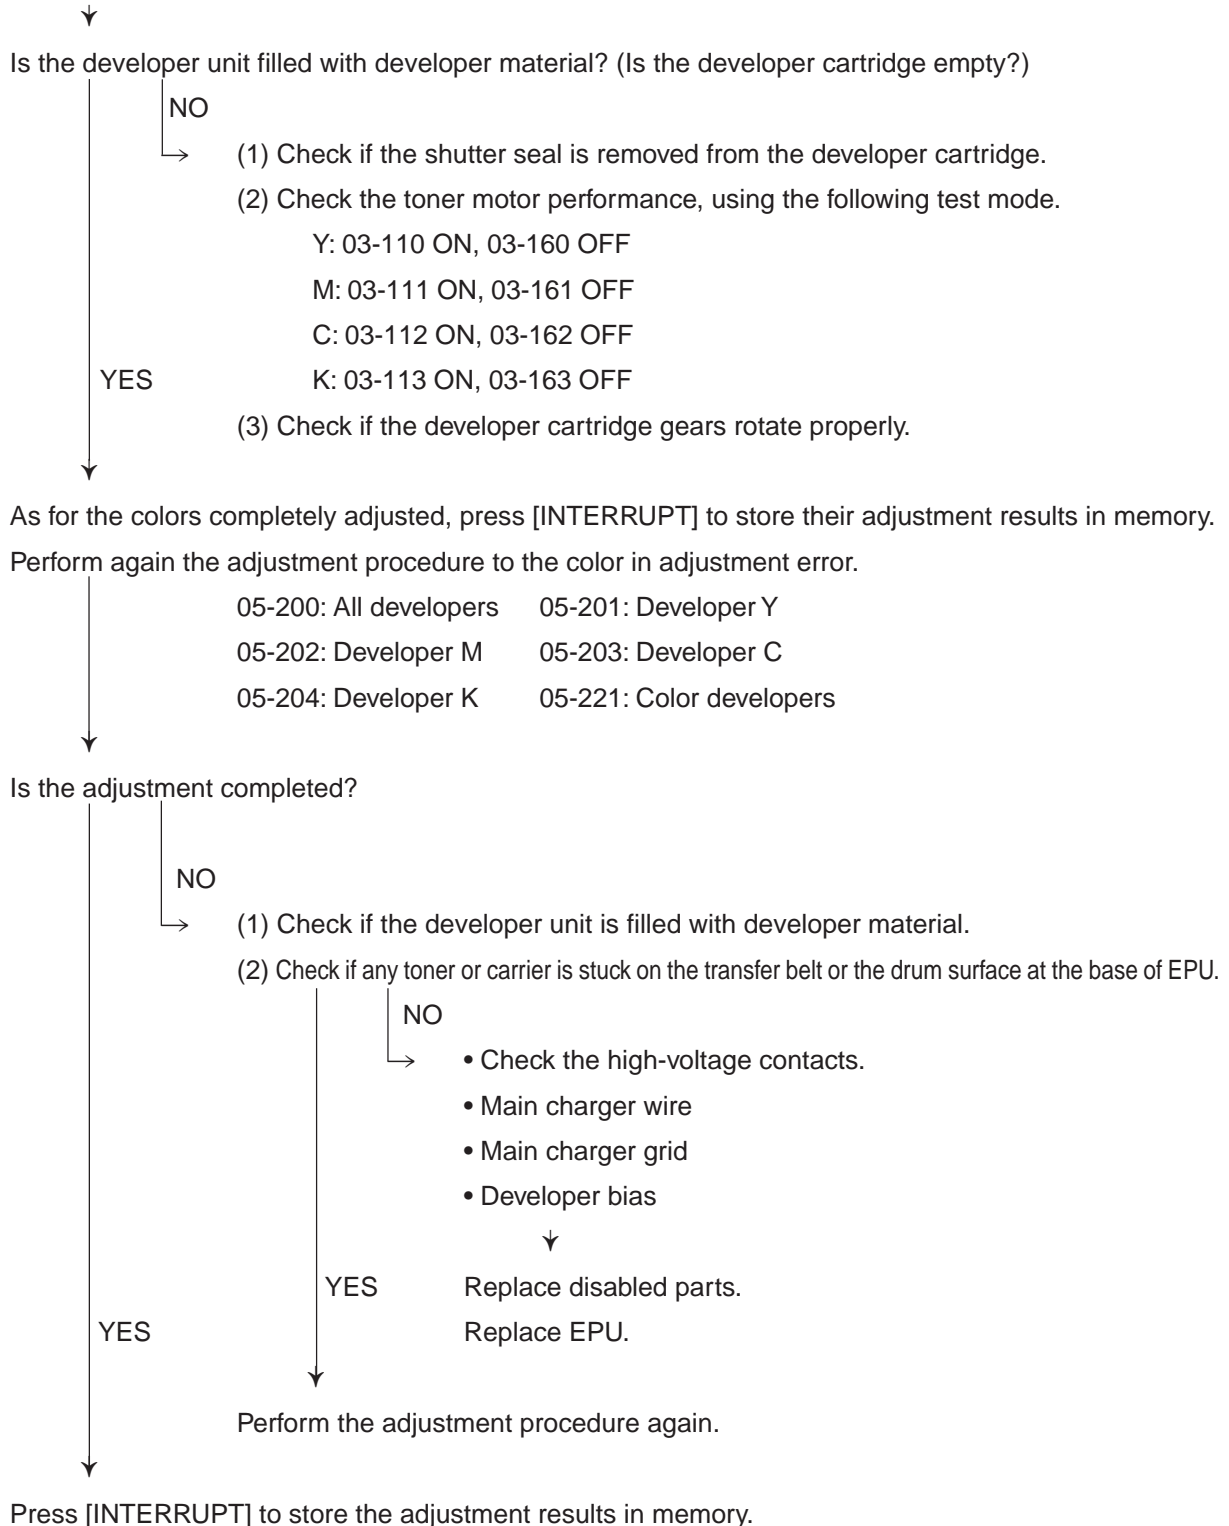 Is the developer unit filled with developer material? (Is the developer cartridge empty?)
NO
(1) Check if the shutter seal is removed from the developer cartridge.
(2) Check the toner motor performance, using the following test mode.
Y: 03-110 ON, 03-160 OFF
M: 03-111 ON, 03-161 OFF
C: 03-112 ON, 03-162 OFF
YES K: 03-113 ON, 03-163 OFF
(3) Check if the developer cartridge gears rotate properly.
As for the colors completely adjusted, press [INTERRUPT] to store their adjustment results in memory.
Perform again the adjustment procedure to the color in adjustment error.
05-200: All developers 05-201: Developer Y
05-202: Developer M 05-203: Developer C
05-204: Developer K 05-221: Color developers
Is the adjustment completed?
NO
(1) Check if the developer unit is filled with developer material.
(2) Check if any toner or carrier is stuck on the transfer belt or the drum surface at the base of EPU.
NO
• Check the high-voltage contacts.
• Main charger wire
• Main charger grid
• Developer bias
YES Replace disabled parts.
YES Replace EPU.
Perform the adjustment procedure again.
Press [INTERRUPT] to store the adjustment results in memory.